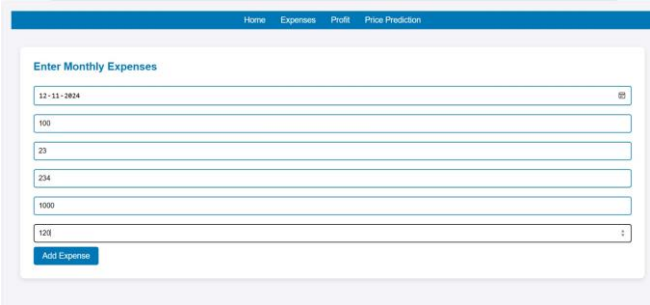 Home Expenses Profit Price Prediction
Enter Monthly Expenses
12-11-2024
100
23
234
1000
120
Add Expense